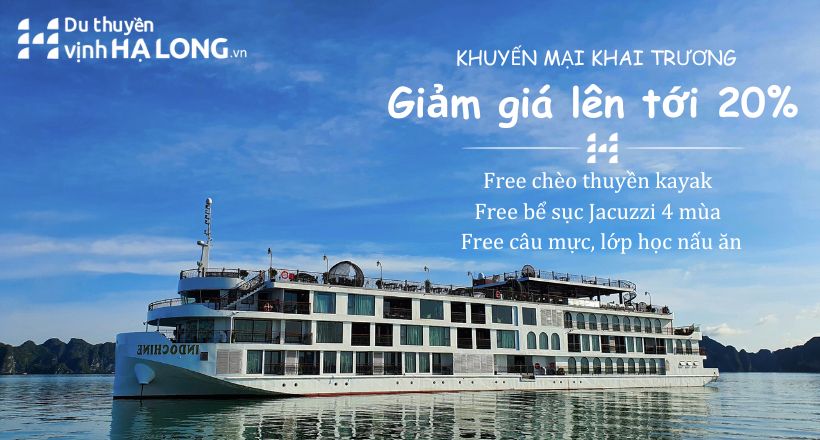 Du thuyền
vịnh HẠ LONG.vn
KHUYẾN MẠI KHAI TRƯƠNG
Giảm giá lên tới 20%
Free chèo thuyền kayak
Free bể sục Jacuzzi 4 mùa
Free câu mực, lớp học nấu ăn
INDOCHINE